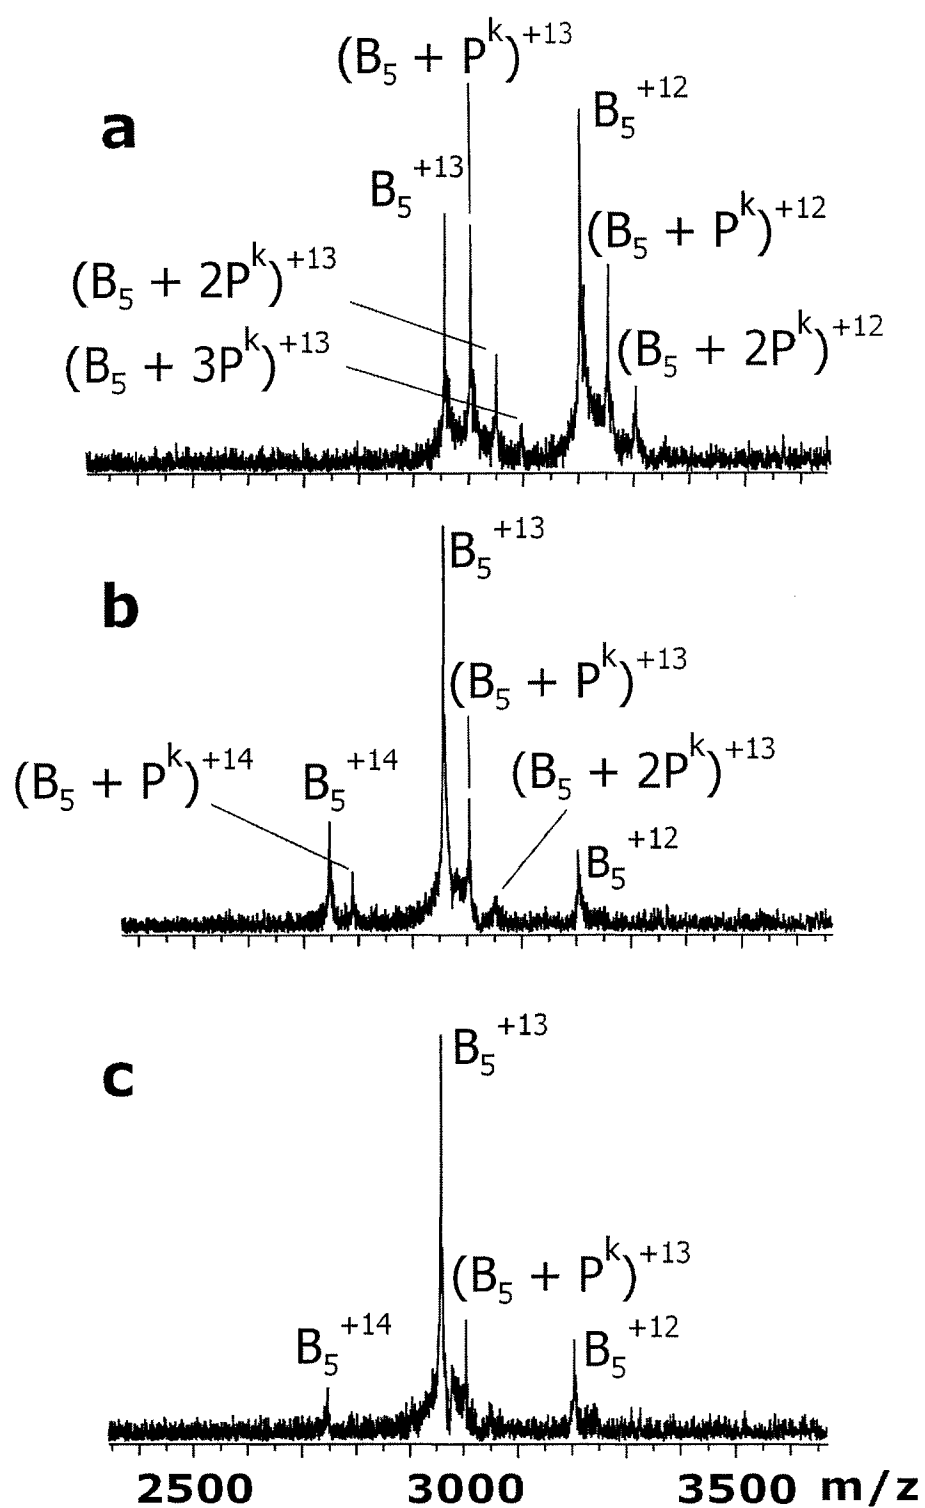 (B₅ + Pᵏ)⁺¹³
a
B₅⁺¹²
B₅⁺¹³
(B₅ + Pᵏ)⁺¹²
(B₅ + 2Pᵏ)⁺¹³
(B₅ + 2Pᵏ)⁺¹²
(B₅ + 3Pᵏ)⁺¹³
b
B₅⁺¹³
(B₅ + Pᵏ)⁺¹³
(B₅ + Pᵏ)⁺¹⁴
B₅⁺¹⁴
(B₅ + 2Pᵏ)⁺¹³
B₅⁺¹²
c
B₅⁺¹³
(B₅ + Pᵏ)⁺¹³
B₅⁺¹⁴
B₅⁺¹²
2500 3000 3500 m/z